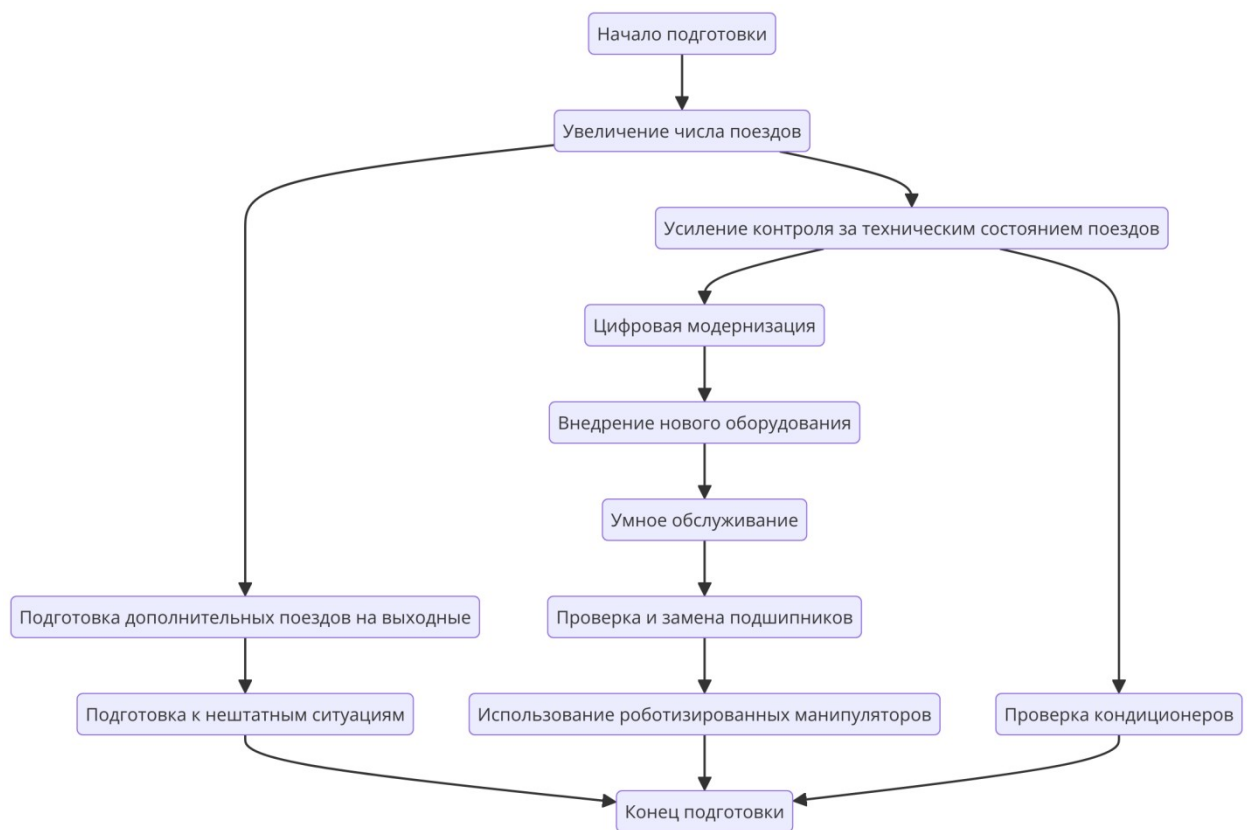 Начало подготовки
Увеличение числа поездов
Усиление контроля за техническим состоянием поездов
Цифровая модернизация
Внедрение нового оборудования
Умное обслуживание
Подготовка дополнительных поездов на выходные
Проверка и замена подшипников
Подготовка к нештатным ситуациям
Использование роботизированных манипуляторов
Проверка кондиционеров
Конец подготовки